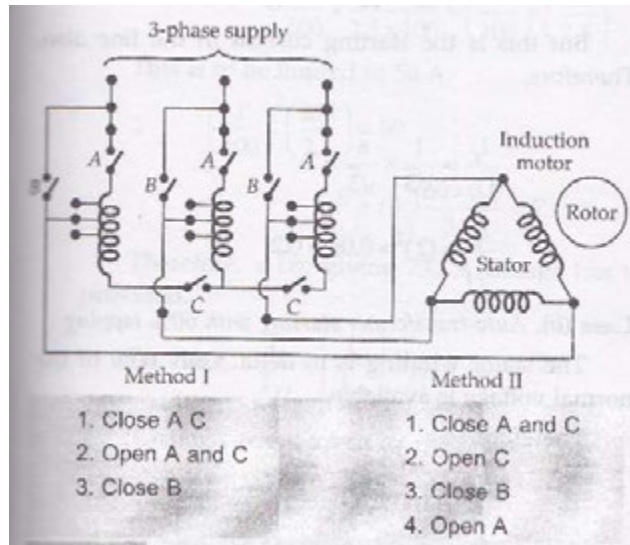 3-phase supply
A
A
A
B
B
B
C
C
Induction
motor
Rotor
Stator
Method I
1. Close A C
2. Open A and C
3. Close B
Method II
1. Close A and C
2. Open C
3. Close B
4. Open A